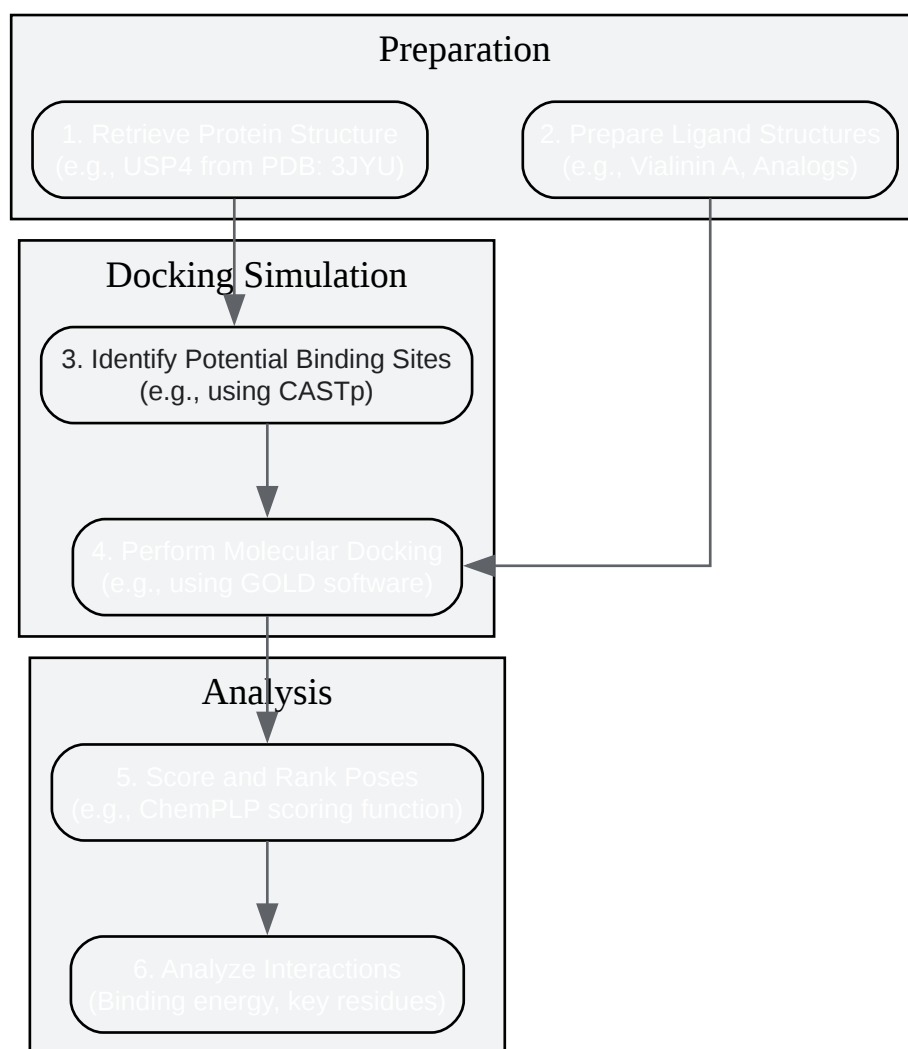 Preparation
1. Retrieve Protein Structure
(e.g., USP4 from PDB: 3JYU)
2. Prepare Ligand Structures
(e.g., Vialinin A, Analogs)
Docking Simulation
3. Identify Potential Binding Sites
(e.g., using CASTp)
4. Perform Molecular Docking
(e.g., using GOLD software)
Analysis
5. Score and Rank Poses
(e.g., ChemPLP scoring function)
6. Analyze Interactions
(Binding energy, key residues)